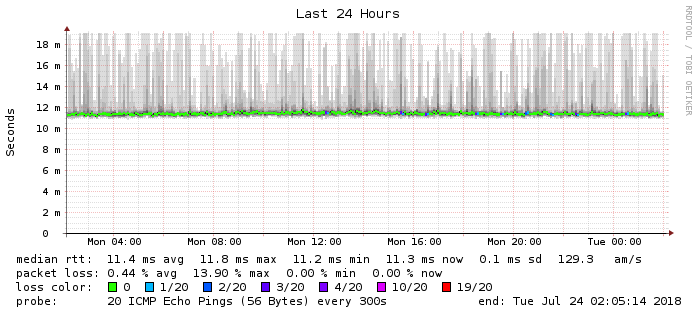 Last 24 Hours
RRDTOOL / TOBI OETIKER
Seconds
18 m
16 m
14 m
12 m
10 m
8 m
6 m
4 m
2 m
0
Mon 04:00 Mon 08:00 Mon 12:00 Mon 16:00 Mon 20:00 Tue 00:00
median rtt: 11.4 ms avg 11.8 ms max 11.2 ms min 11.3 ms now 0.1 ms sd 129.3 am/s
packet loss: 0.44 % avg 13.90 % max 0.00 % min 0.00 % now
loss color: 0 1/20 2/20 3/20 4/20 10/20 19/20
probe: 20 ICMP Echo Pings (56 Bytes) every 300s end: Tue Jul 24 02:05:14 2018